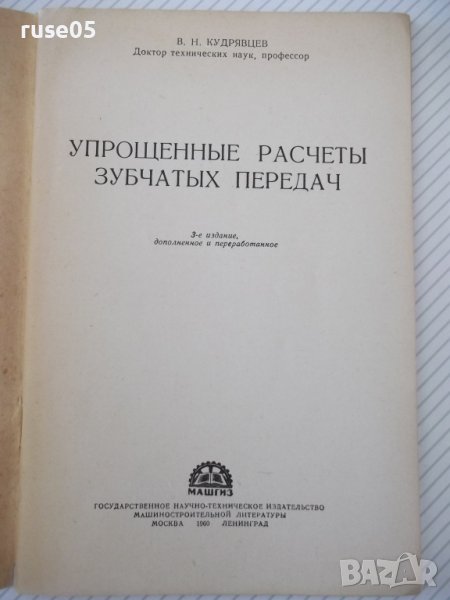 ruse05
В. Н. КУДРЯВЦЕВ
Доктор технических наук, профессор
УПРОЩЕННЫЕ РАСЧЕТЫ
ЗУБЧАТЫХ ПЕРЕДАЧ
3-е издание,
дополненное и переработанное
МАШГИЗ
ГОСУДАРСТВЕННОЕ НАУЧНО-ТЕХНИЧЕСКОЕ ИЗДАТЕЛЬСТВО
МАШИНОСТРОИТЕЛЬНОЙ ЛИТЕРАТУРЫ
МОСКВА 1960 ЛЕНИНГРАД
BAZAR